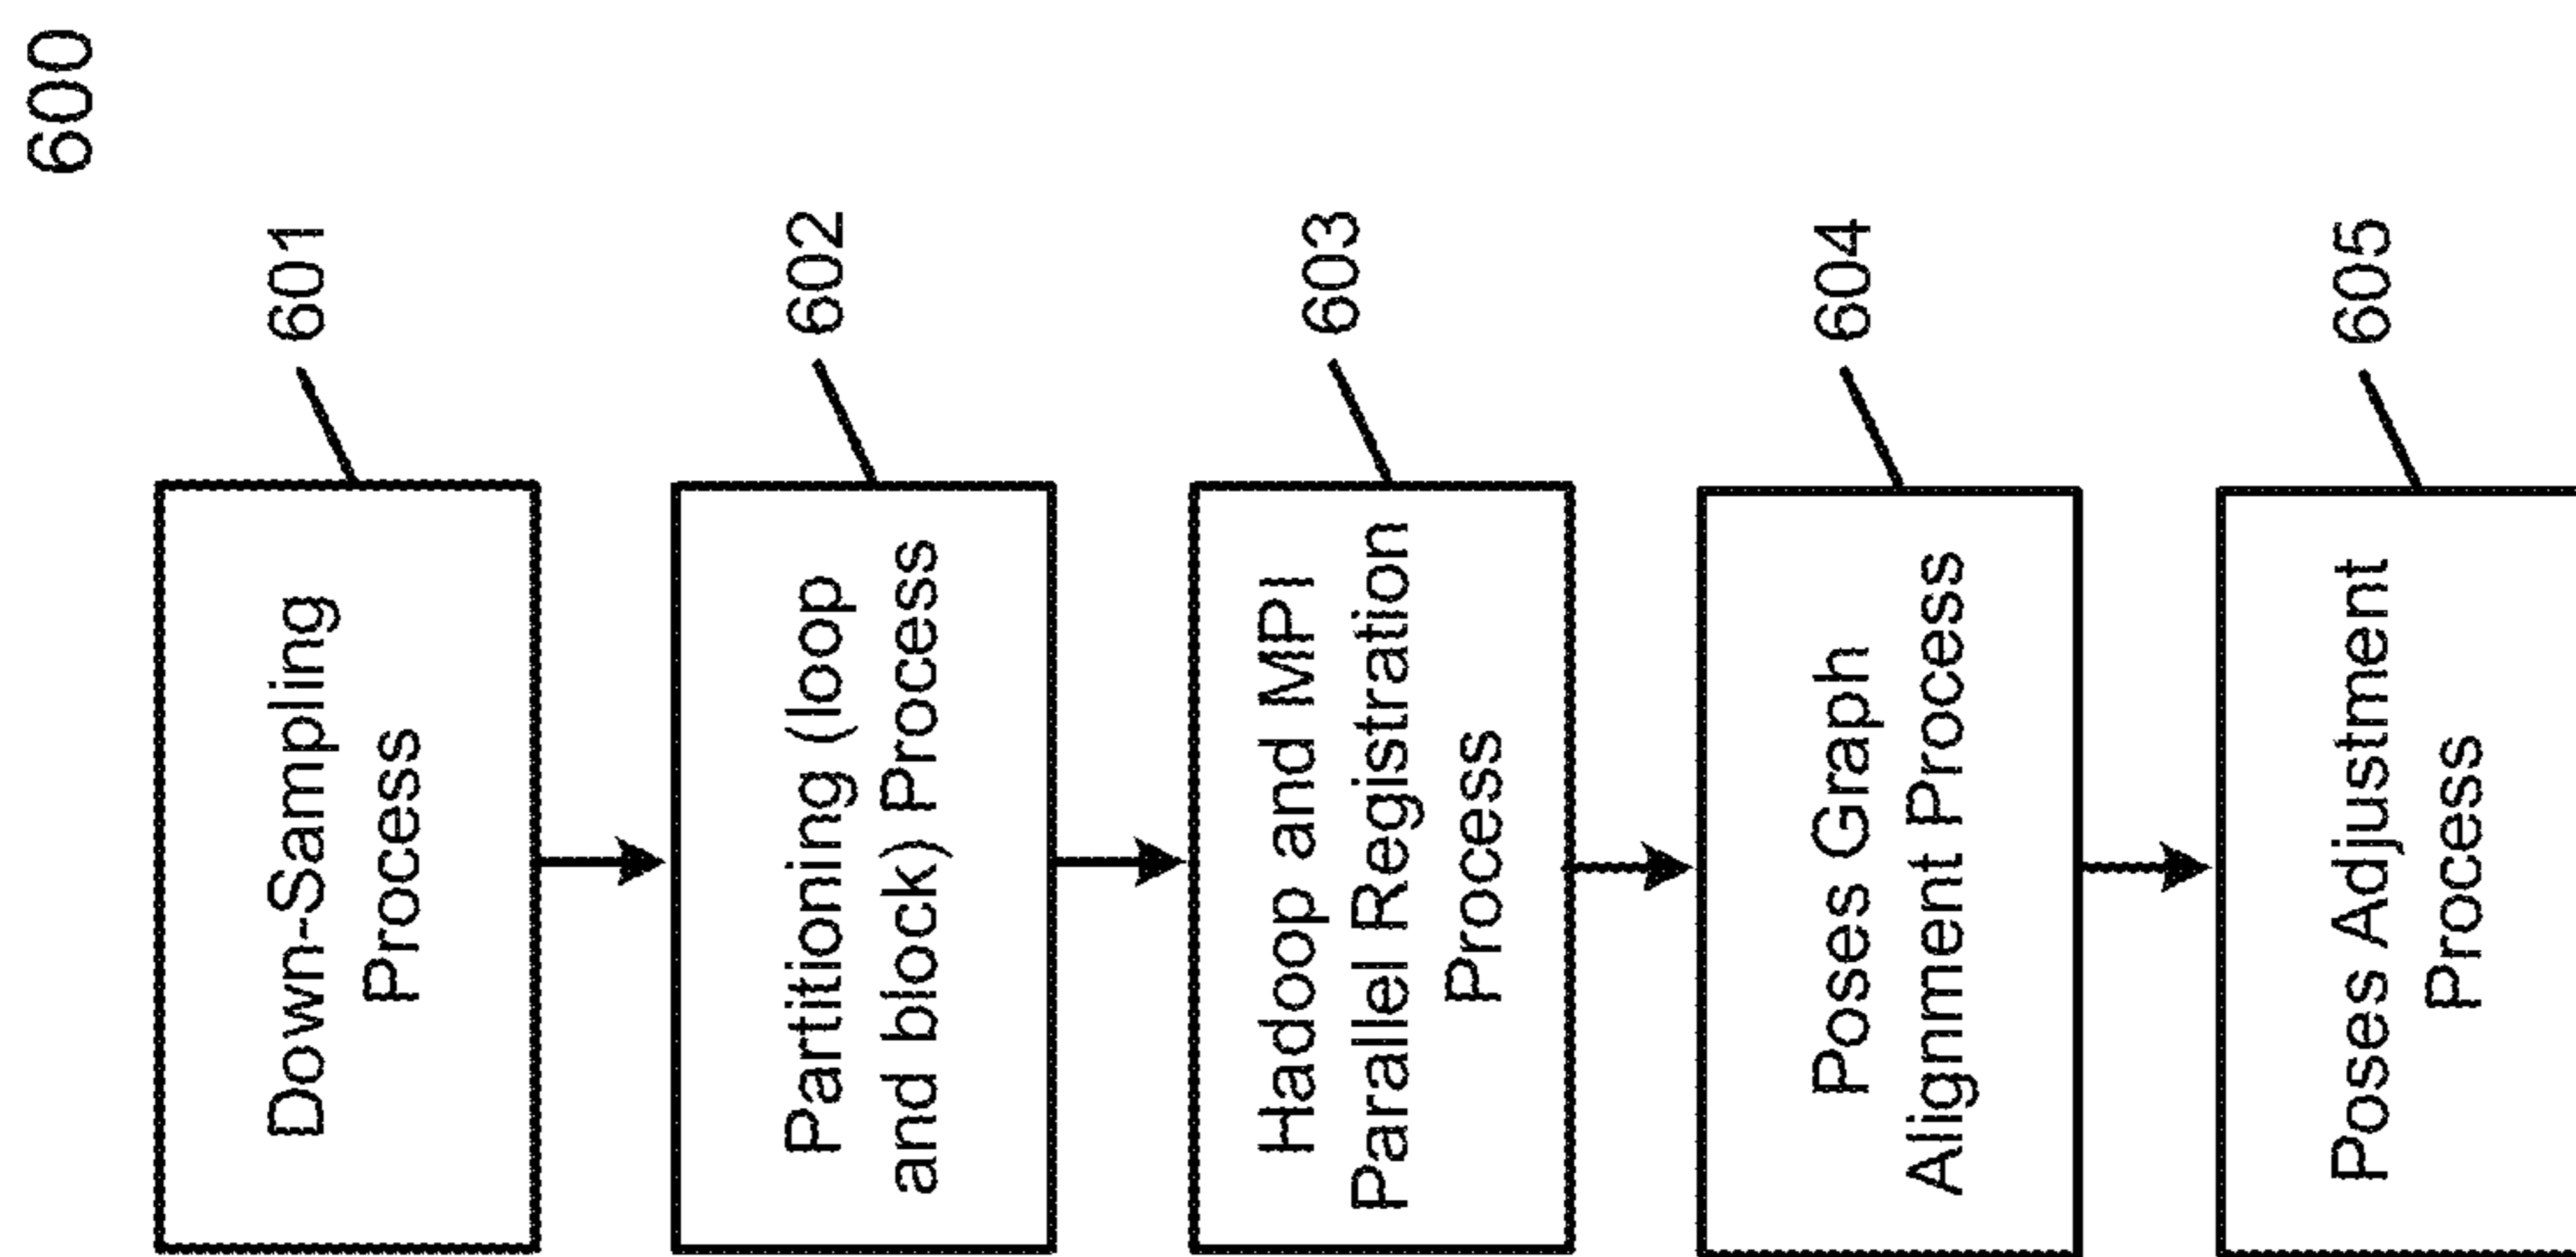 600
Down-Sampling
Process
601
Partitioning (loop
and block) Process
602
Hadoop and MPI
Parallel Registration
Process
603
Poses Graph
Alignment Process
604
Poses Adjustment
Process
605